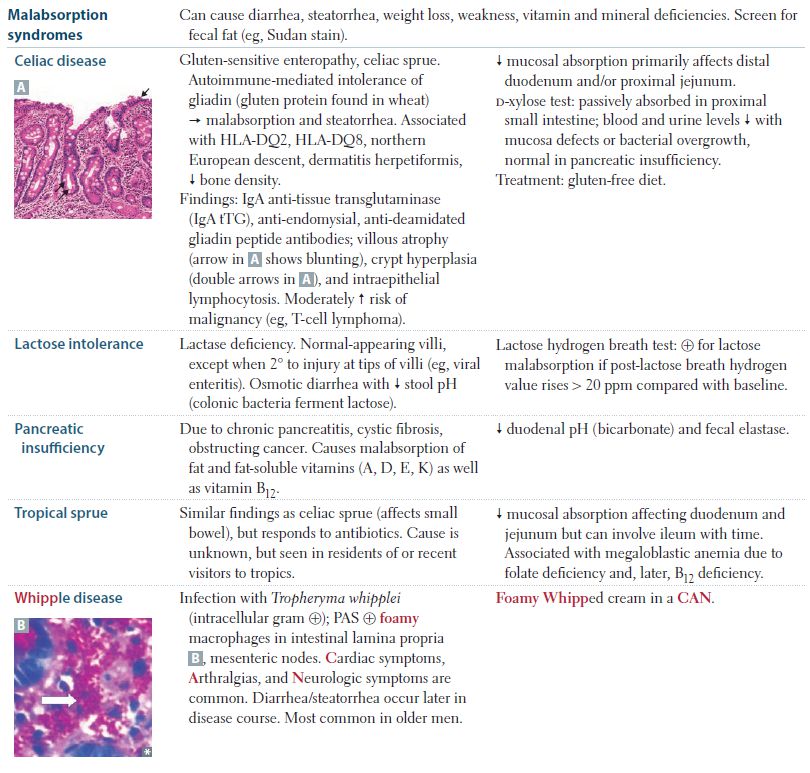 Malabsorption
syndromes
Can cause diarrhea, steatorrhea, weight loss, weakness, vitamin and mineral deficiencies. Screen for
fecal fat (eg, Sudan stain).
Celiac disease
A
Gluten-sensitive enteropathy, celiac sprue.
Autoimmune-mediated intolerance of
gliadin (gluten protein found in wheat)
→ malabsorption and steatorrhea. Associated
with HLA-DQ2, HLA-DQ8, northern
European descent, dermatitis herpetiformis,
↓ bone density.
Findings: IgA anti-tissue transglutaminase
(IgA tTG), anti-endomysial, anti-deamidated
gliadin peptide antibodies; villous atrophy
(arrow in A shows blunting), crypt hyperplasia
(double arrows in A), and intraepithelial
lymphocytosis. Moderately ↑ risk of
malignancy (eg, T-cell lymphoma).
↓ mucosal absorption primarily affects distal
duodenum and/or proximal jejunum.
D-xylose test: passively absorbed in proximal
small intestine; blood and urine levels ↓ with
mucosa defects or bacterial overgrowth,
normal in pancreatic insufficiency.
Treatment: gluten-free diet.
Lactose intolerance
Lactase deficiency. Normal-appearing villi,
except when 2° to injury at tips of villi (eg, viral
enteritis). Osmotic diarrhea with ↓ stool pH
(colonic bacteria ferment lactose).
Lactose hydrogen breath test: ⊕ for lactose
malabsorption if post-lactose breath hydrogen
value rises > 20 ppm compared with baseline.
Pancreatic
insufficiency
Due to chronic pancreatitis, cystic fibrosis,
obstructing cancer. Causes malabsorption of
fat and fat-soluble vitamins (A, D, E, K) as well
as vitamin B12.
↓ duodenal pH (bicarbonate) and fecal elastase.
Tropical sprue
Similar findings as celiac sprue (affects small
bowel), but responds to antibiotics. Cause is
unknown, but seen in residents of or recent
visitors to tropics.
↓ mucosal absorption affecting duodenum and
jejunum but can involve ileum with time.
Associated with megaloblastic anemia due to
folate deficiency and, later, B12 deficiency.
Whipple disease
B
Infection with Tropheryma whipplei
(intracellular gram ⊕); PAS ⊕ foamy
macrophages in intestinal lamina propria
B, mesenteric nodes. Cardiac symptoms,
Arthralgias, and Neurologic symptoms are
common. Diarrhea/steatorrhea occur later in
disease course. Most common in older men.
Foamy Whipped cream in a CAN.